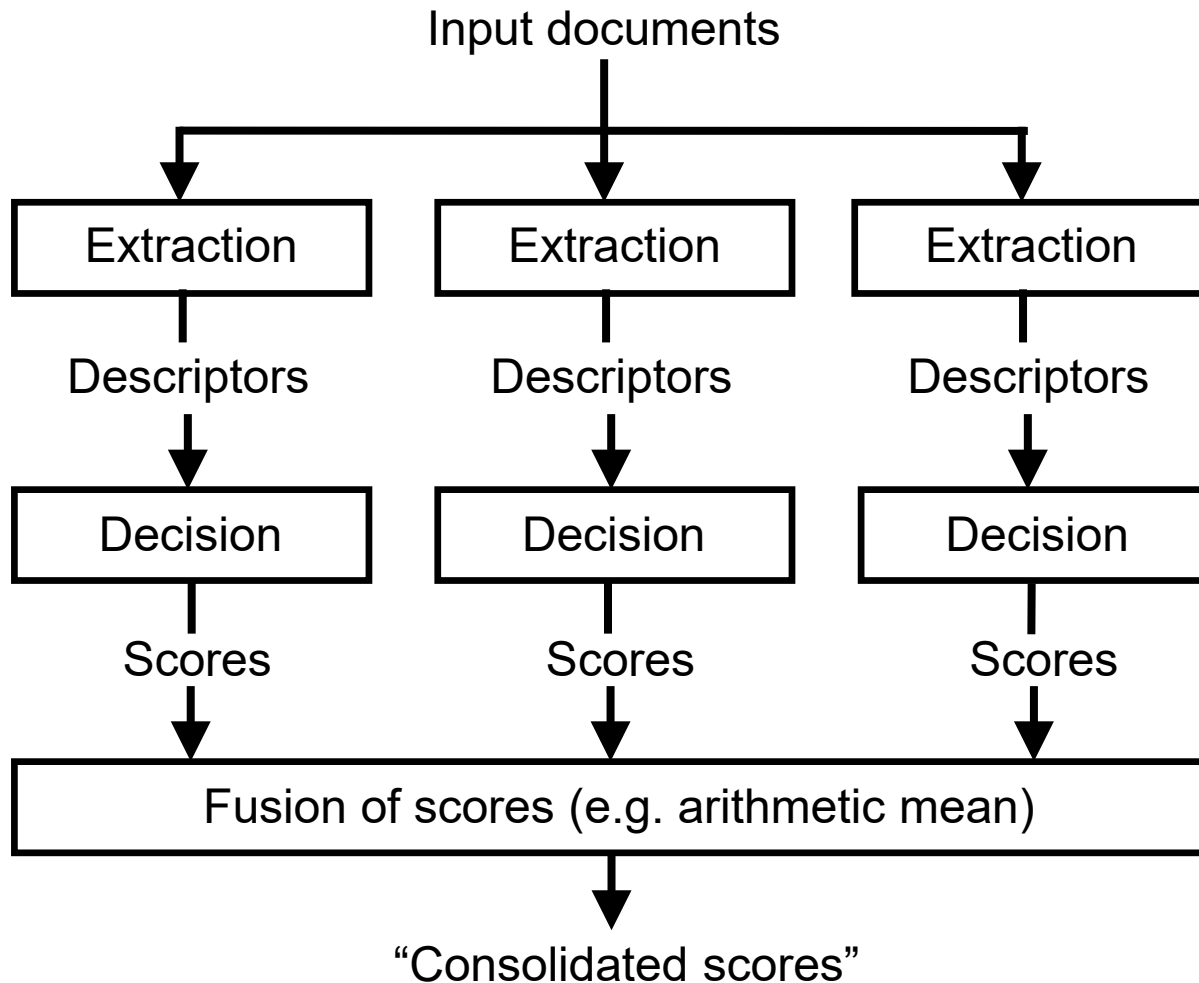 Input documents
Extraction Extraction Extraction
Descriptors Descriptors Descriptors
Decision Decision Decision
Scores Scores Scores
Fusion of scores (e.g. arithmetic mean)
“Consolidated scores”